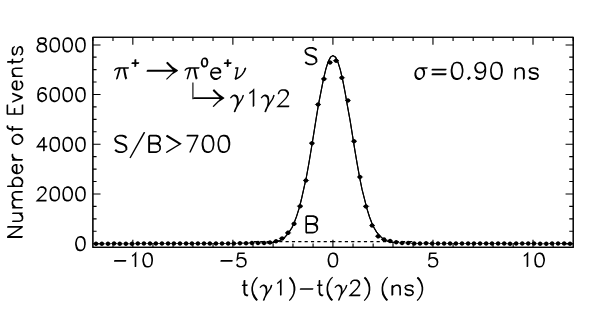 8000
6000
4000
2000
0
Number of Events
π⁺ → π⁰e⁺ν
→ γ1γ2
S/B>700
S
B
σ=0.90 ns
−10 −5 0 5 10
t(γ1)−t(γ2) (ns)